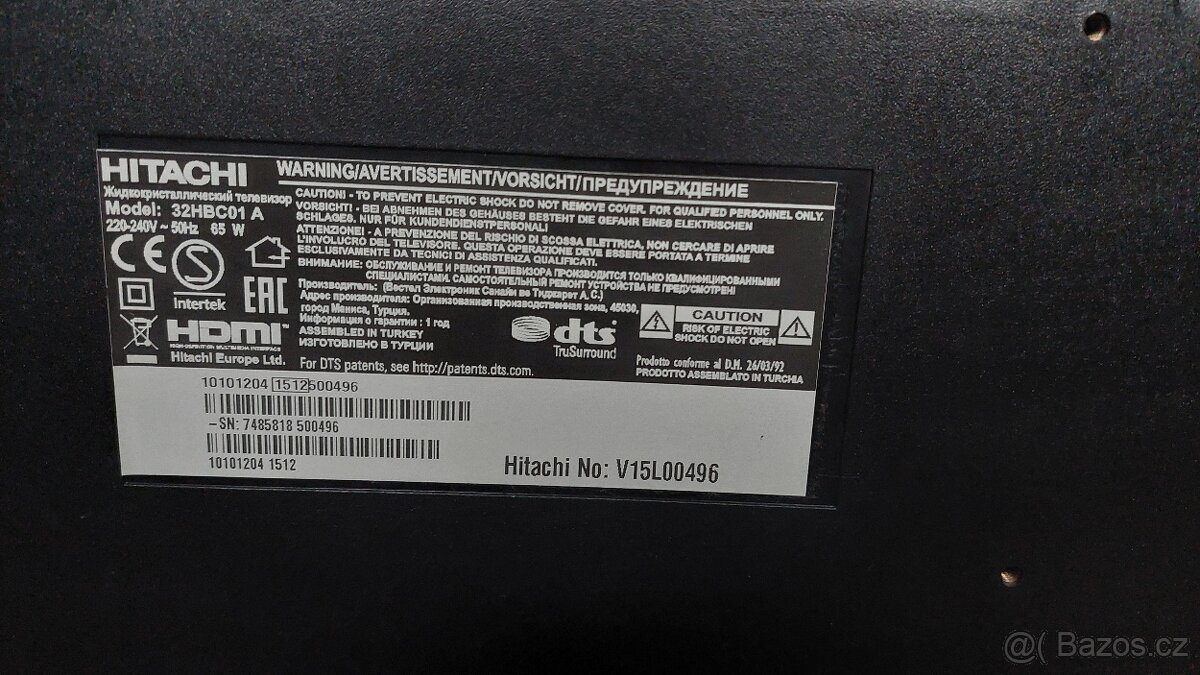 HITACHI
WARNING/AVERTISSEMENT/VORSICHT/ПРЕДУПРЕЖДЕНИЕ
Жидкокристаллический телевизор
Model: 32HBC01 A
220-240V ~ 50Hz 65 W
CAUTION! - TO PREVENT ELECTRIC SHOCK DO NOT REMOVE COVER. FOR QUALIFIED PERSONNEL ONLY.
VORSICHT! - BEI ABNEHMEN DES GEHÄUSES BESTEHT DIE GEFAHR EINES ELEKTRISCHEN
SCHLAGES. NUR FÜR KUNDENDIENSTPERSONAL!
ATTENZIONE! - A PREVENZIONE DEL RISCHIO DI SCOSSA ELETTRICA, NON CERCARE DI APRIRE
L'INVOLUCRO DEL TELEVISORE. QUESTA OPERAZIONE DEVE ESSERE PORTATA A TERMINE
ESCLUSIVAMENTE DA TECNICI DI ASSISTENZA QUALIFICATI.
ВНИМАНИЕ: ОБСЛУЖИВАНИЕ И РЕМОНТ ТЕЛЕВИЗОРА ПРОИЗВОДИТСЯ ТОЛЬКО КВАЛИФИЦИРОВАННЫМИ
СПЕЦИАЛИСТАМИ. САМОСТОЯТЕЛЬНЫЙ РЕМОНТ УСТРОЙСТВА НЕ ПРЕДУСМОТРЕН!
Производитель: (Вестел Электроник Санайи ве Тиджарет А.С.)
Адрес производителя: Организованная производственная зона, 45030,
город Маниса, Турция.
Информация о гарантии : 1 год
ASSEMBLED IN TURKEY
ИЗГОТОВЛЕНО В ТУРЦИИ
CE
S
Intertek
EAC
HDMI™
HIGH-DEFINITION MULTIMEDIA INTERFACE
Hitachi Europe Ltd.
dts
TruSurround
For DTS patents, see http://patents.dts.com.
CAUTION
RISK OF ELECTRIC
SHOCK DO NOT OPEN
Prodotto conforme al D.M. 26/03/92
PRODOTTO ASSEMBLATO IN TURCHIA
10101204 1512500496
-SN: 7485818 500496
10101204 1512
Hitachi No: V15L00496
@( Bazos.cz